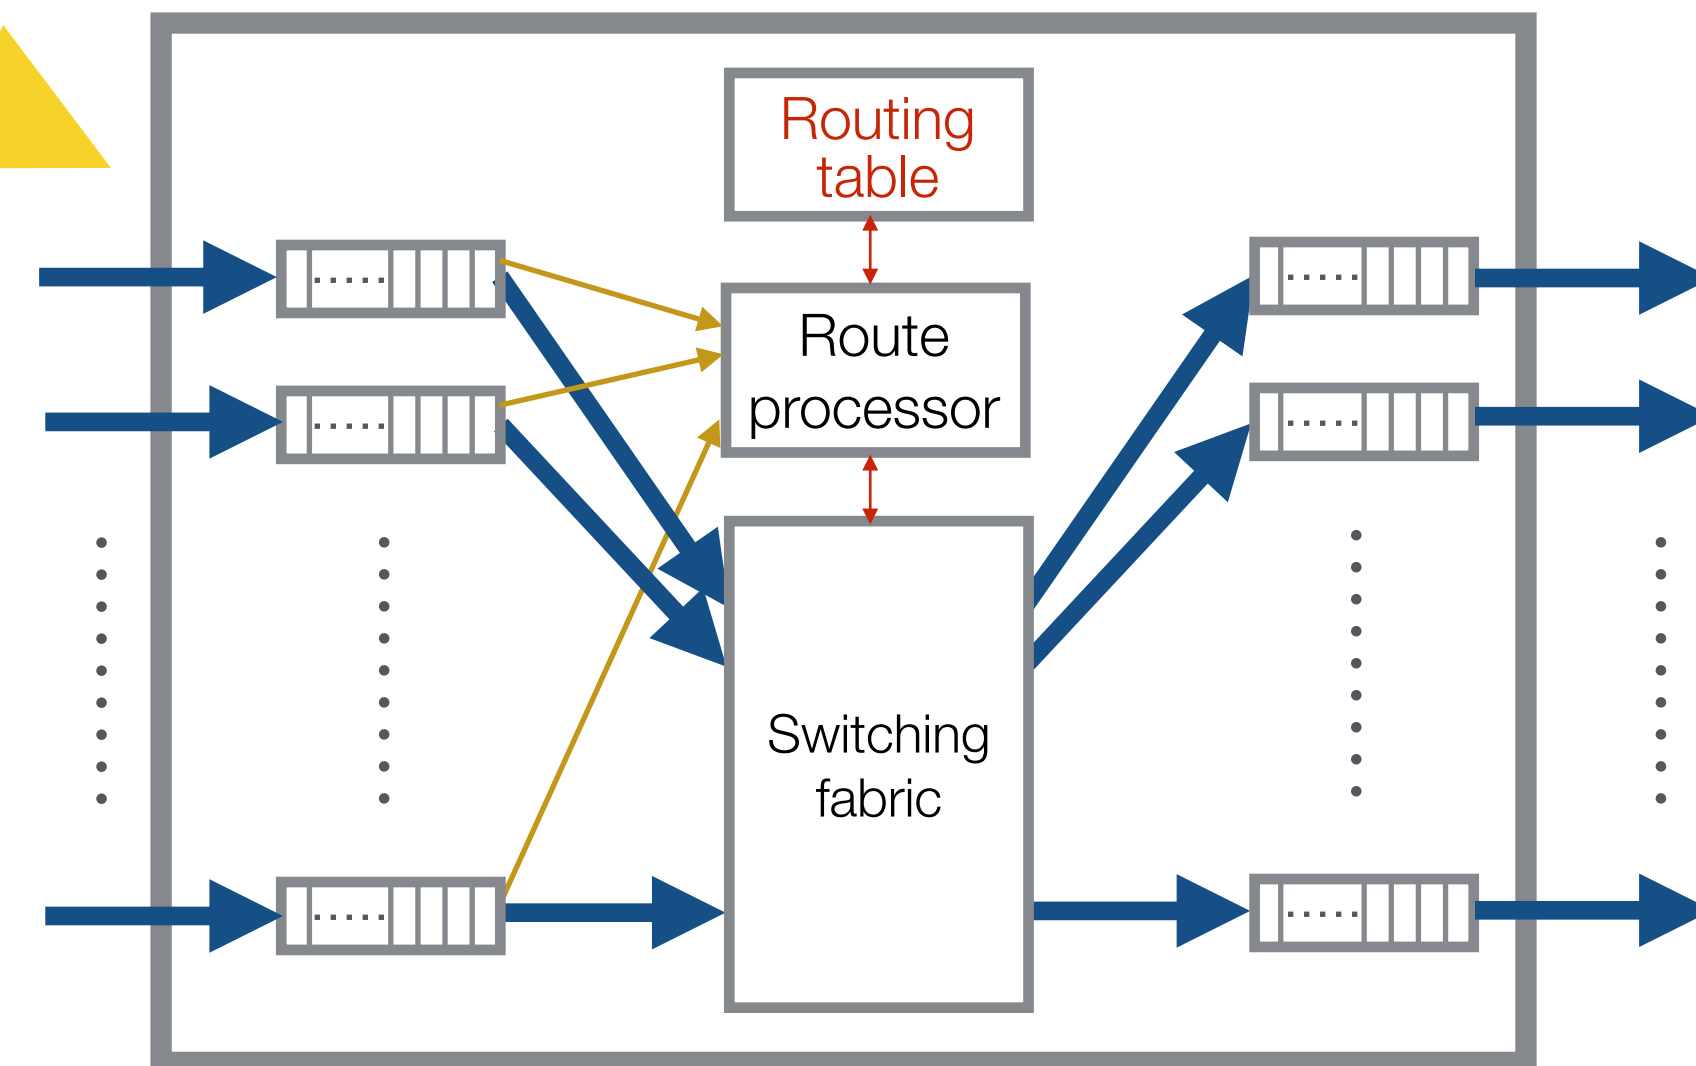 Routing
table
Route
processor
Switching
fabric